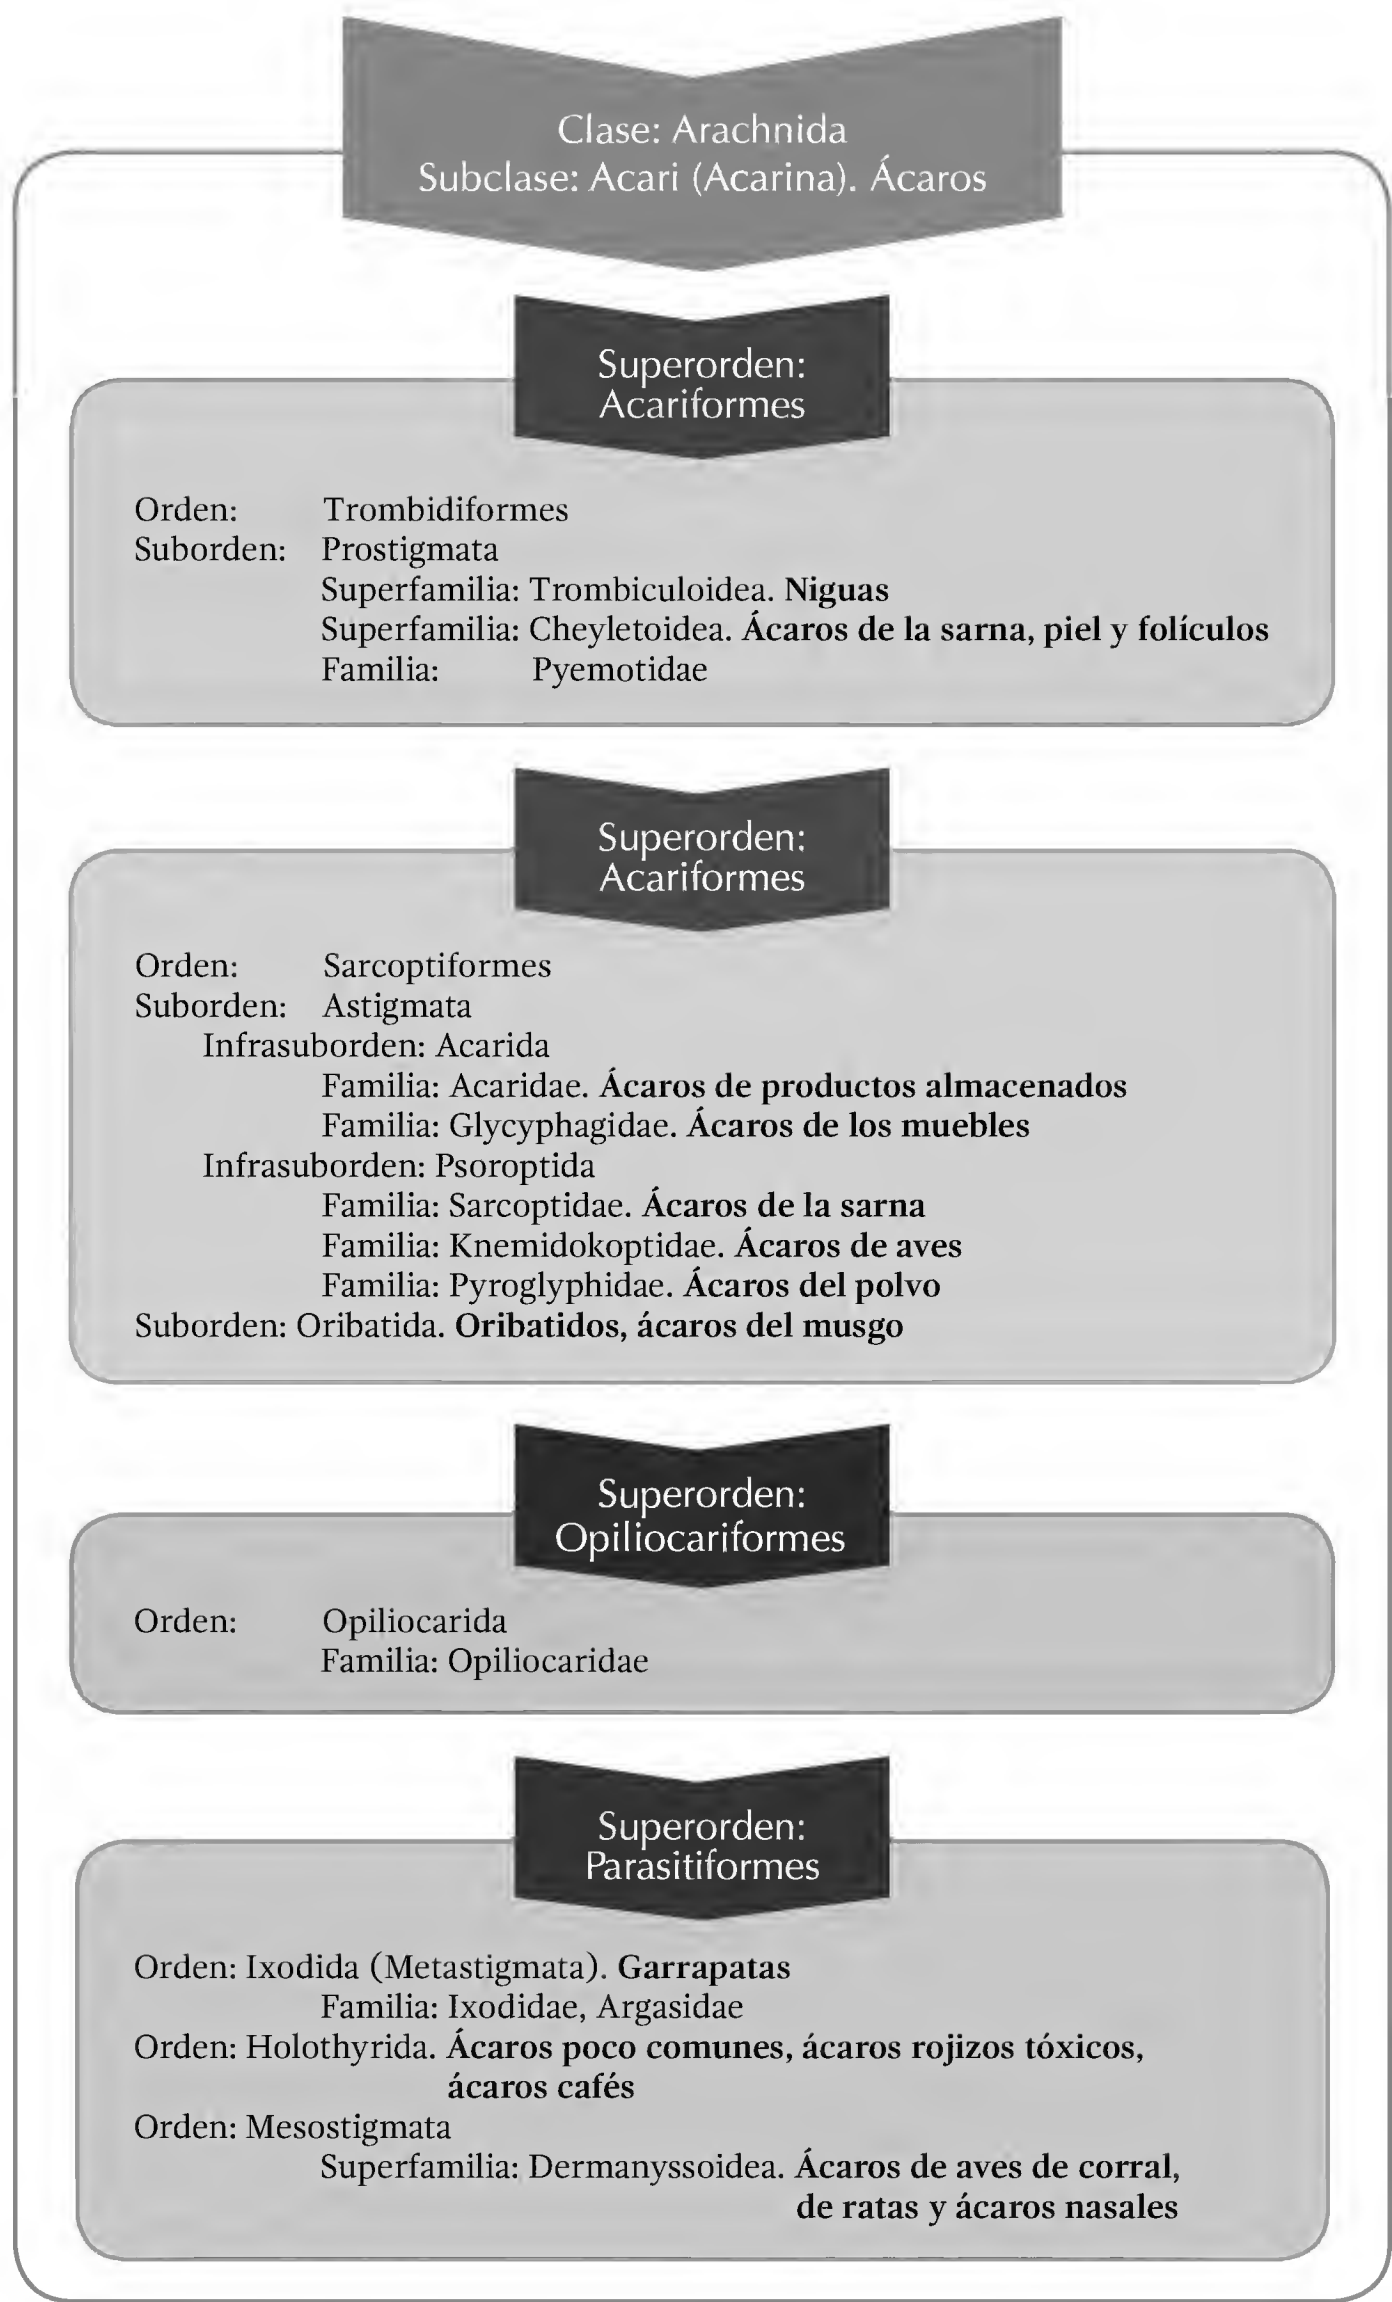 Clase: Arachnida
Subclase: Acari (Acarina). Ácaros
Superorden:
Acariformes
Orden: Trombidiformes
Suborden: Prostigmata
Superfamilia: Trombiculoidea. Niguas
Superfamilia: Cheyletoidea. Ácaros de la sarna, piel y folículos
Familia: Pyemotidae
Superorden:
Acariformes
Orden: Sarcoptiformes
Suborden: Astigmata
Infrasuborden: Acarida
Familia: Acaridae. Ácaros de productos almacenados
Familia: Glycyphagidae. Ácaros de los muebles
Infrasuborden: Psoroptida
Familia: Sarcoptidae. Ácaros de la sarna
Familia: Knemidokoptidae. Ácaros de aves
Familia: Pyroglyphidae. Ácaros del polvo
Suborden: Oribatida. Oribatidos, ácaros del musgo
Superorden:
Opiliocariformes
Orden: Opiliocarida
Familia: Opiliocaridae
Superorden:
Parasitiformes
Orden: Ixodida (Metastigmata). Garrapatas
Familia: Ixodidae, Argasidae
Orden: Holothyrida. Ácaros poco comunes, ácaros rojizos tóxicos,
ácaros cafés
Orden: Mesostigmata
Superfamilia: Dermanyssoidea. Ácaros de aves de corral,
de ratas y ácaros nasales